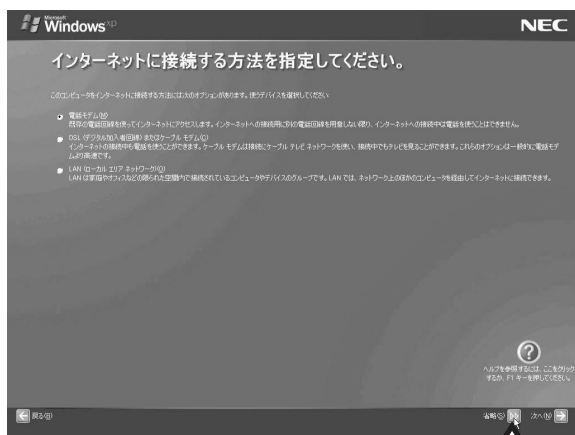 Microsoft
Windows xp
NEC
インターネットに接続する方法を指定してください。
このコンピュータをインターネットに接続する方法には次のオプションがあります。使うデバイスを選択してください:
電話モデム(M)
既存の電話回線を使ってインターネットにアクセスします。インターネットへの接続用に別の電話回線を用意しない限り、インターネットへの接続中は電話を使うことはできません。
DSL (デジタル加入者回線) またはケーブル モデム(C)
インターネットの接続中も電話を使うことができます。ケーブル モデムは接続にケーブル テレビ ネットワークを使い、接続中でもテレビを見ることができます。これらのオプションは一般的に電話モデ
ムより高速です。
LAN (ローカル エリア ネットワーク)(O)
LAN は家庭やオフィスなどの限られた空間内で接続されているコンピュータやデバイスのグループです。LAN では、ネットワーク上のほかのコンピュータを経由してインターネットに接続できます。
?
ヘルプを参照するには、ここをクリック
するか、F1 キーを押してください。
戻る(B)
省略(S)
次へ(N)